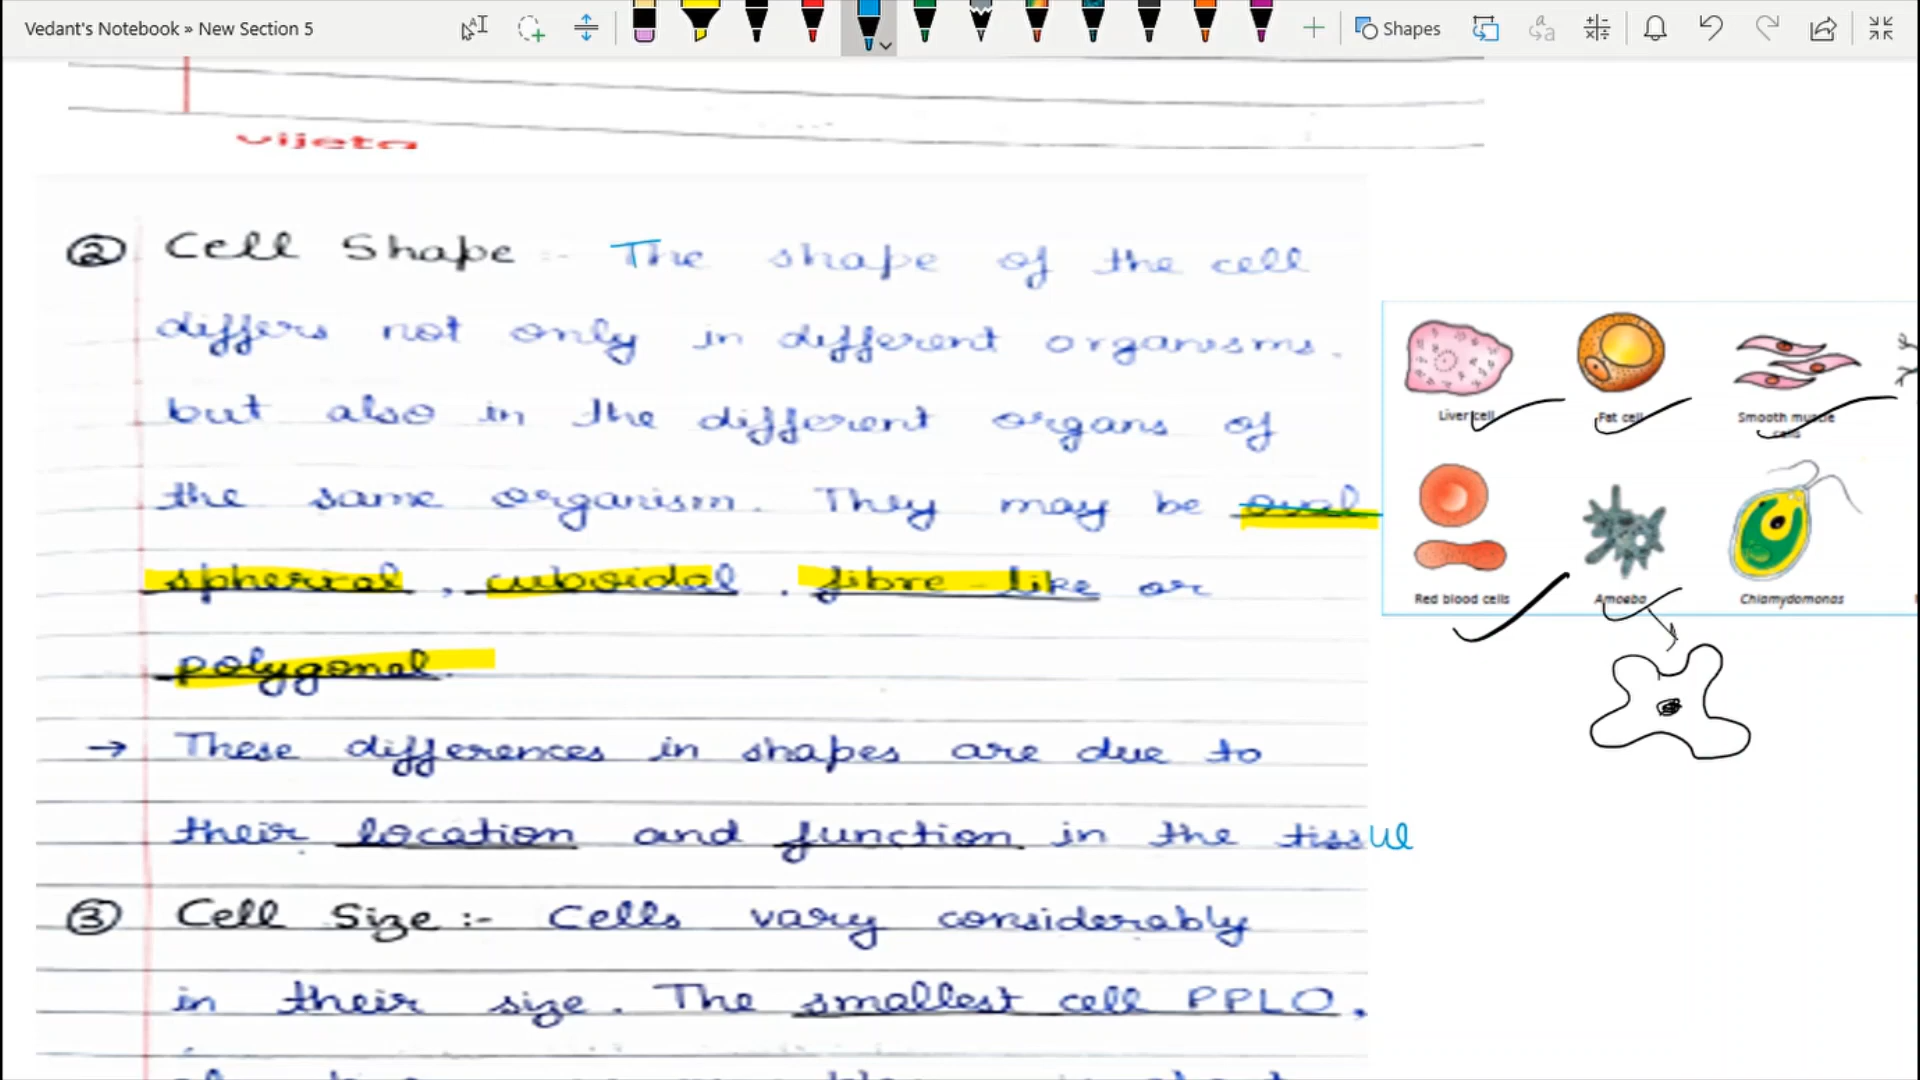 Vedant's Notebook » New Section 5
Shapes
vijeta
② Cell Shape :- The shape of the cell
differs not only in different organisms.
but also in the different organs of
the same organism. They may be oval
spherical, cuboidal, fibre-like or
polygonal.
→ These differences in shapes are due to
their location and function in the tissue
③ Cell Size :- Cells vary considerably
in their size. The smallest cell PPLO,
Liver cell
Fat cell
Smooth muscle
cells
Red blood cells
Amoeba
Chlamydomonas